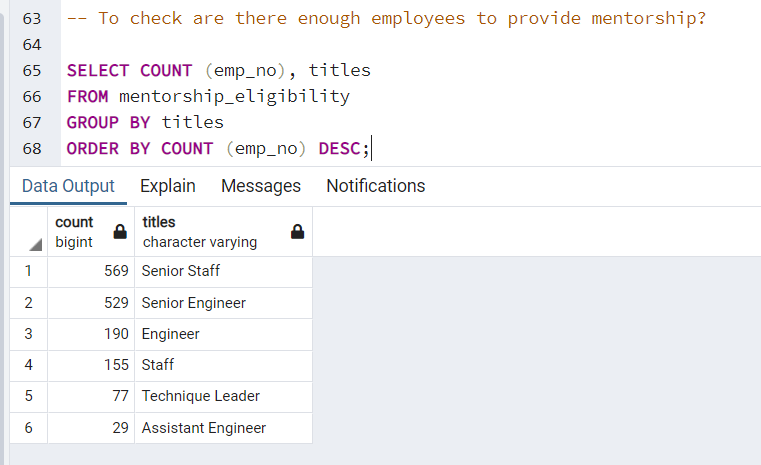 63 -- To check are there enough employees to provide mentorship?
64
65 SELECT COUNT (emp_no), titles
66 FROM mentorship_eligibility
67 GROUP BY titles
68 ORDER BY COUNT (emp_no) DESC;
Data Output Explain Messages Notifications
count titles
bigint character varying
1 569 Senior Staff
2 529 Senior Engineer
3 190 Engineer
4 155 Staff
5 77 Technique Leader
6 29 Assistant Engineer